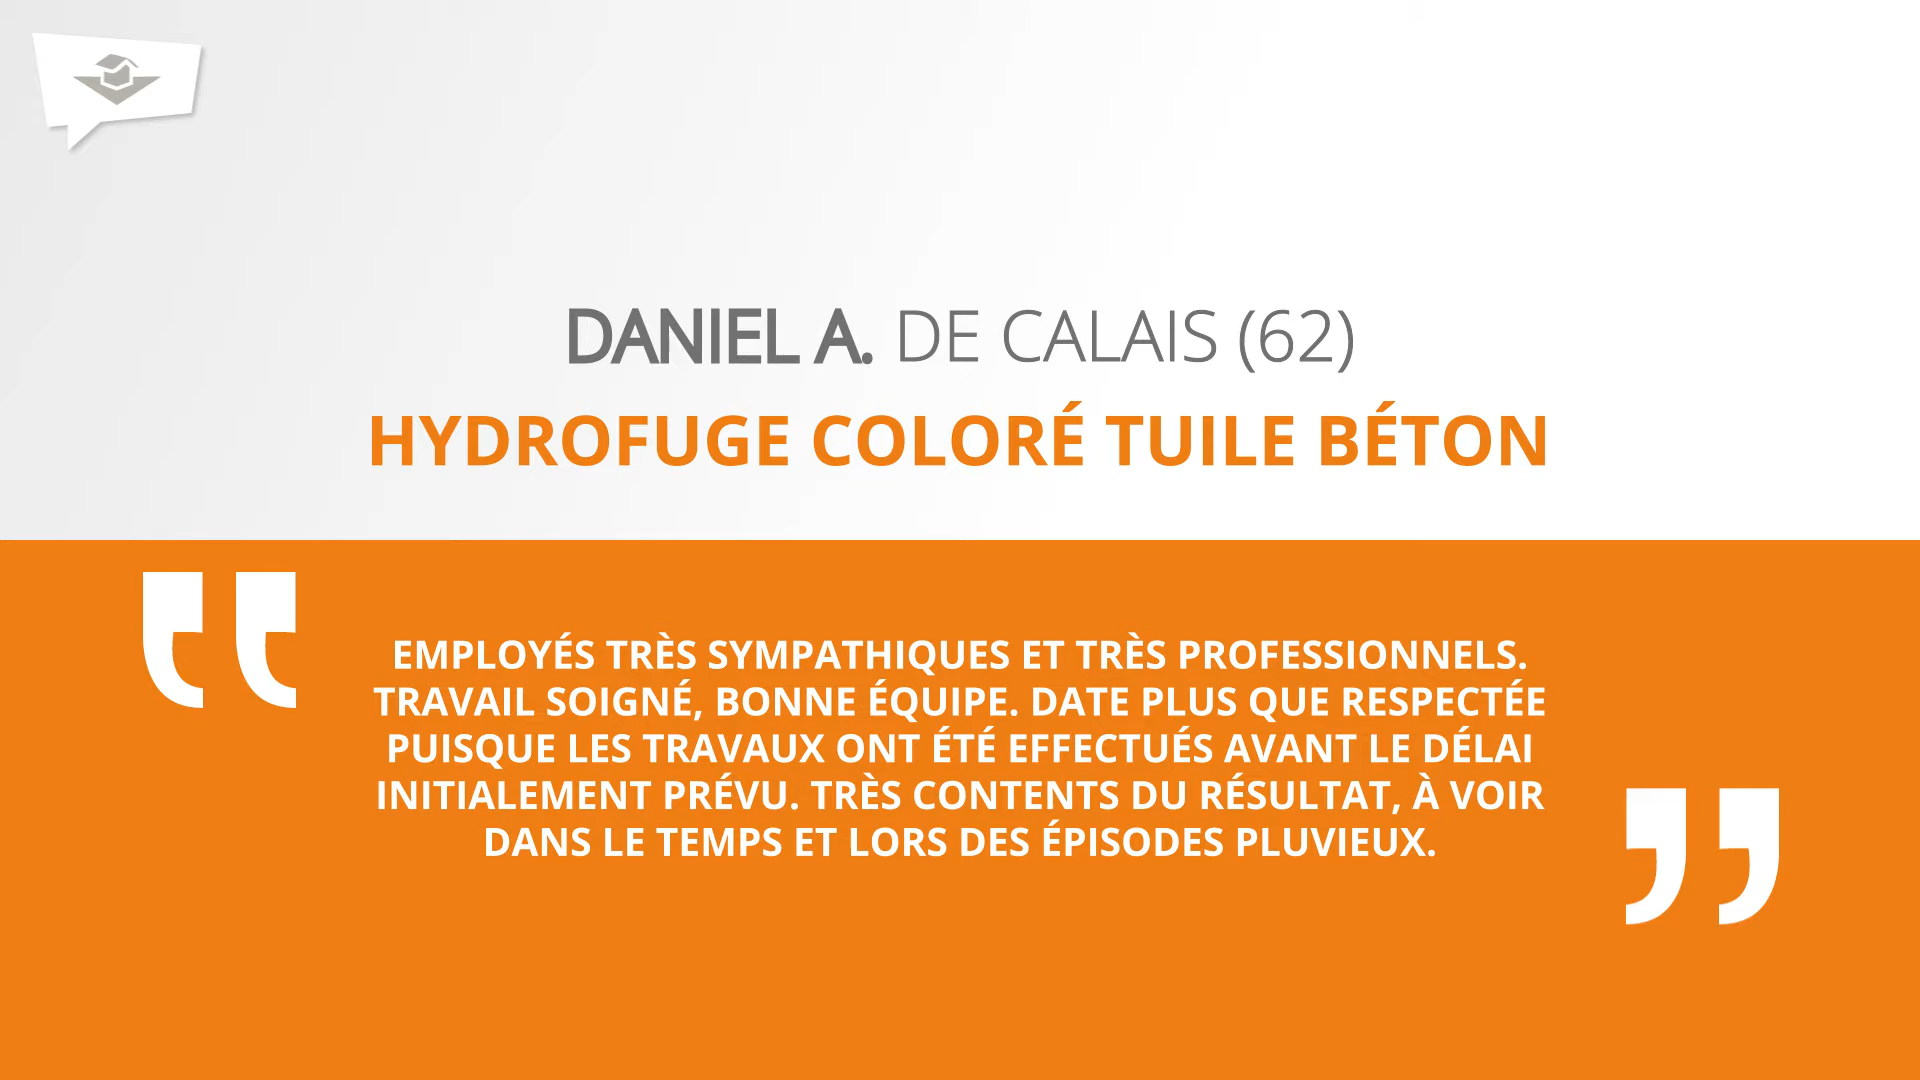 DANIEL A. DE CALAIS (62)
HYDROFUGE COLORÉ TUILE BÉTON
EMPLOYÉS TRÈS SYMPATHIQUES ET TRÈS PROFESSIONNELS.
TRAVAIL SOIGNÉ, BONNE ÉQUIPE. DATE PLUS QUE RESPECTÉE
PUISQUE LES TRAVAUX ONT ÉTÉ EFFECTUÉS AVANT LE DÉLAI
INITIALEMENT PRÉVU. TRÈS CONTENTS DU RÉSULTAT, À VOIR
DANS LE TEMPS ET LORS DES ÉPISODES PLUVIEUX.